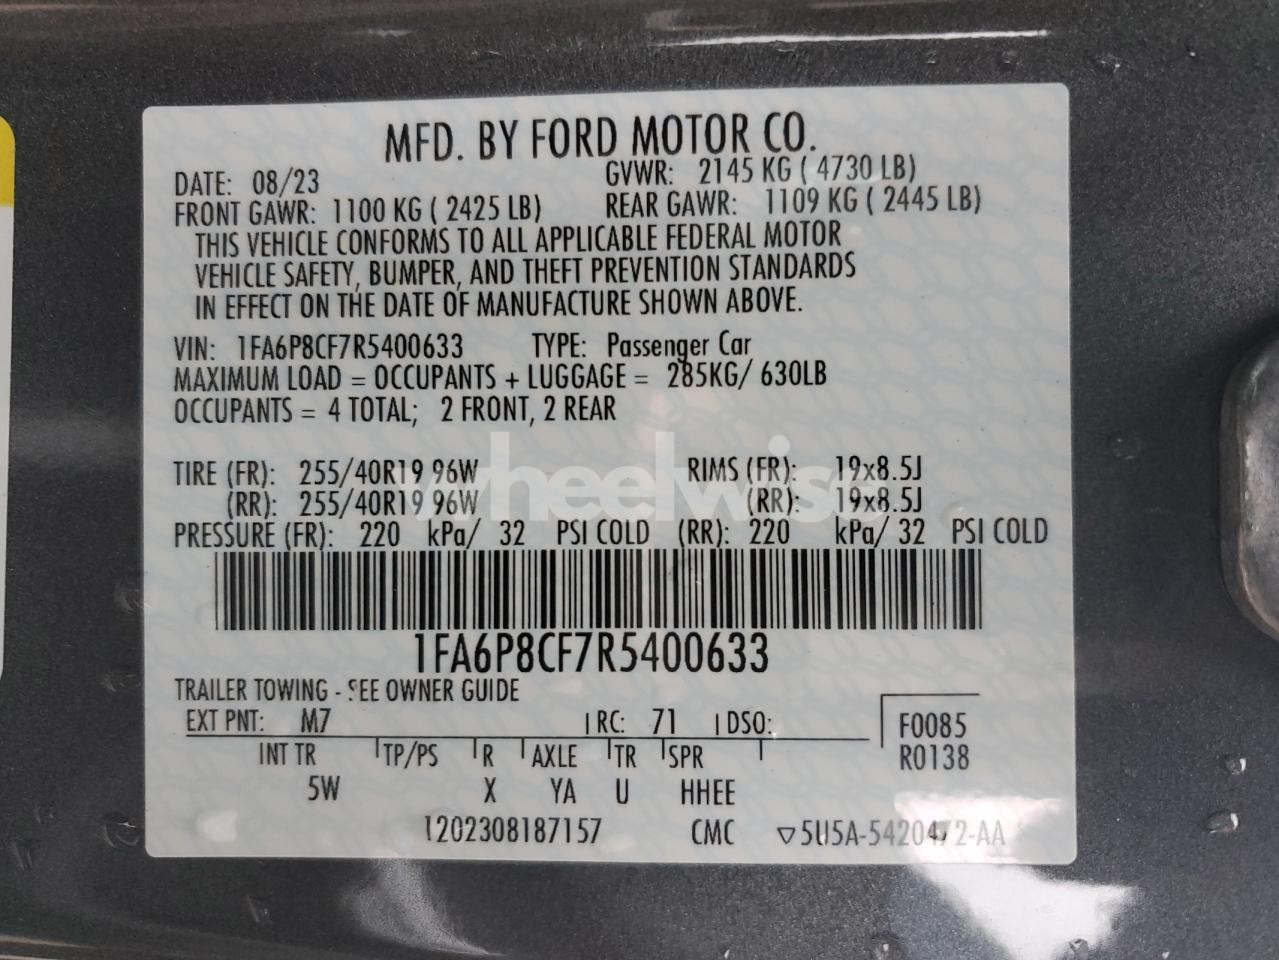 MFD. BY FORD MOTOR CO.
DATE: 08/23 GVWR: 2145 KG ( 4730 LB)
FRONT GAWR: 1100 KG ( 2425 LB) REAR GAWR: 1109 KG ( 2445 LB)
THIS VEHICLE CONFORMS TO ALL APPLICABLE FEDERAL MOTOR
VEHICLE SAFETY, BUMPER, AND THEFT PREVENTION STANDARDS
IN EFFECT ON THE DATE OF MANUFACTURE SHOWN ABOVE.
VIN: 1FA6P8CF7R5400633 TYPE: Passenger Car
MAXIMUM LOAD = OCCUPANTS + LUGGAGE = 285KG/ 630LB
OCCUPANTS = 4 TOTAL; 2 FRONT, 2 REAR
wheelwise
TIRE (FR): 255/40R19 96W RIMS (FR): 19x8.5J
(RR): 255/40R19 96W (RR): 19x8.5J
PRESSURE (FR): 220 kPa/ 32 PSI COLD (RR): 220 kPa/ 32 PSI COLD
1FA6P8CF7R5400633
TRAILER TOWING - SEE OWNER GUIDE
EXT PNT: M7 RC: 71 DSO: F0085
INT TR TP/PS R AXLE TR SPR R0138
5W X YA U HHEE
1202308187157 CMC ▽5U5A-5420472-AA